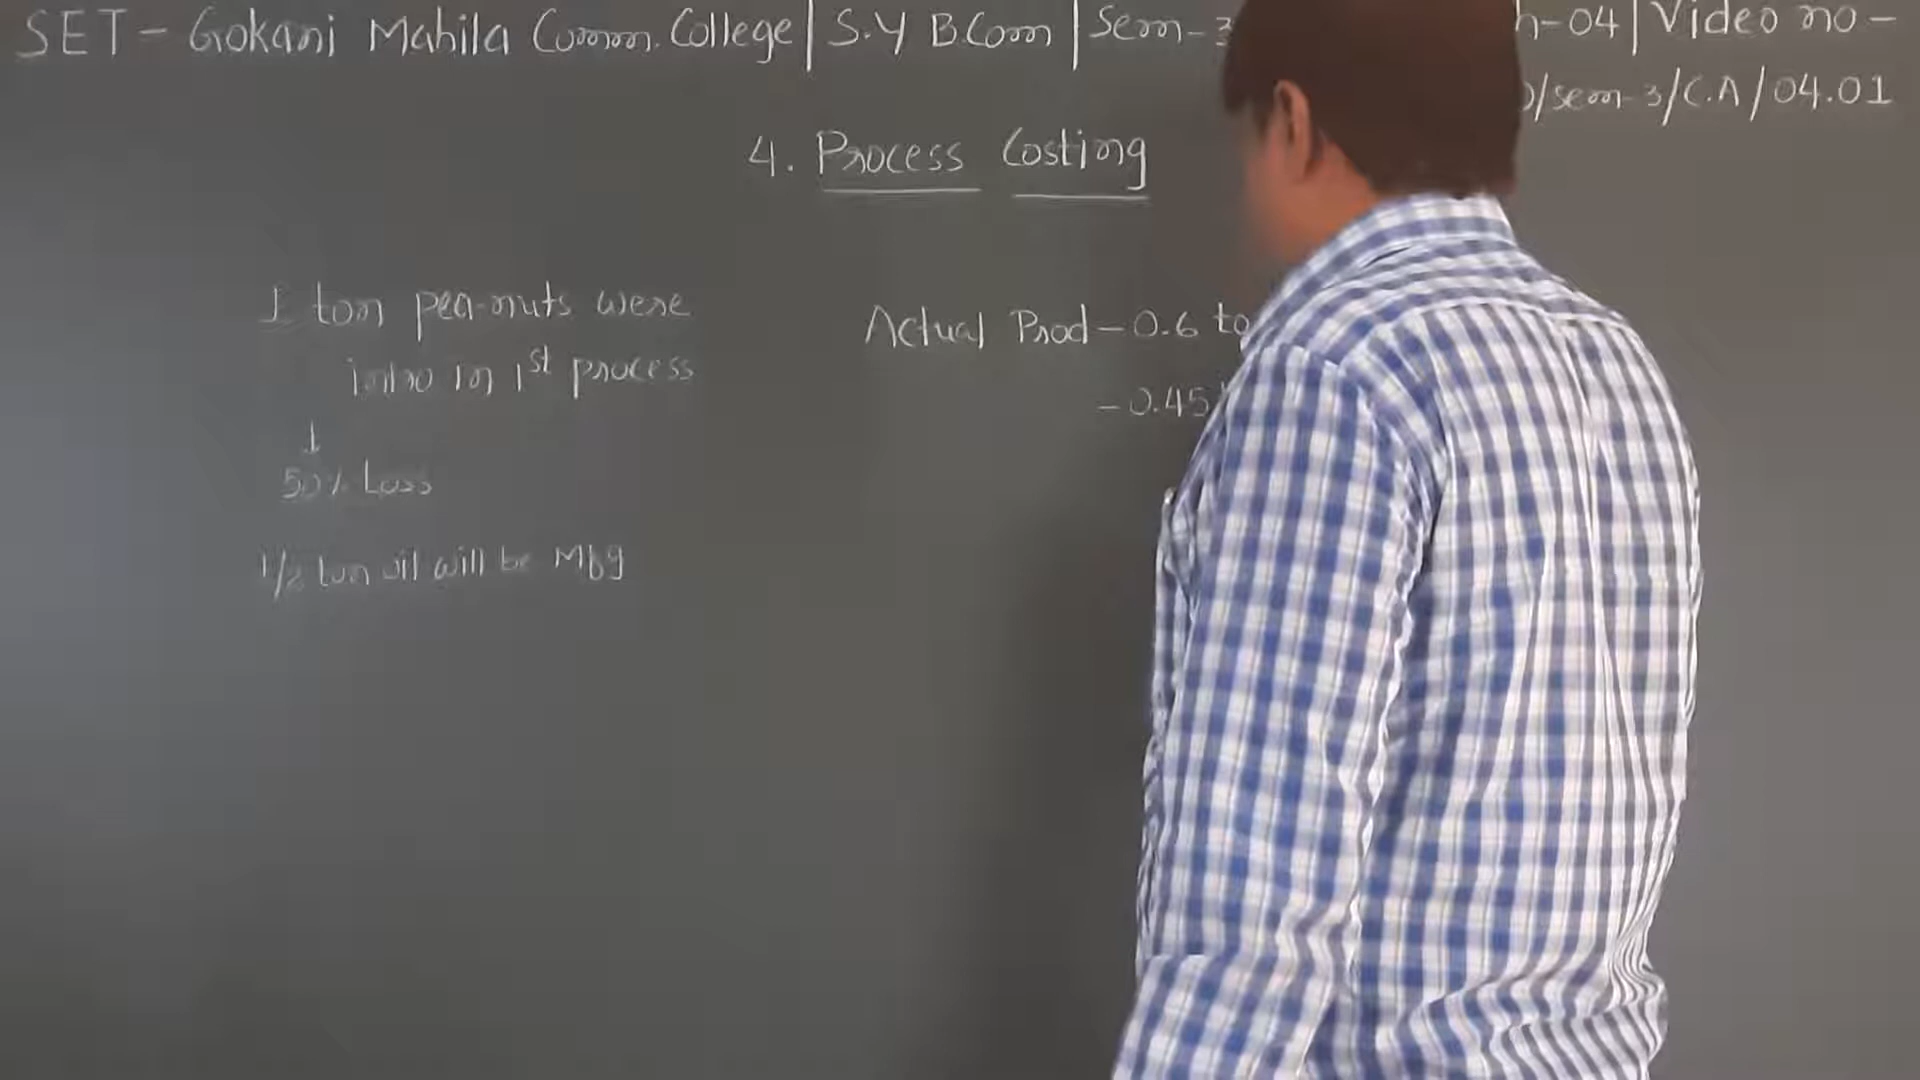 SET - Gokani Mahila Comm. College | S.Y B.Com | Sem-3
h-04 | Video no -
/sem-3/C.A/04.01
4. Process Costing
1 ton pea-nuts were
intro in 1st process
↓
50% Loss
1/2 ton oil will be Mfg
Actual Prod - 0.6 to
- 0.45